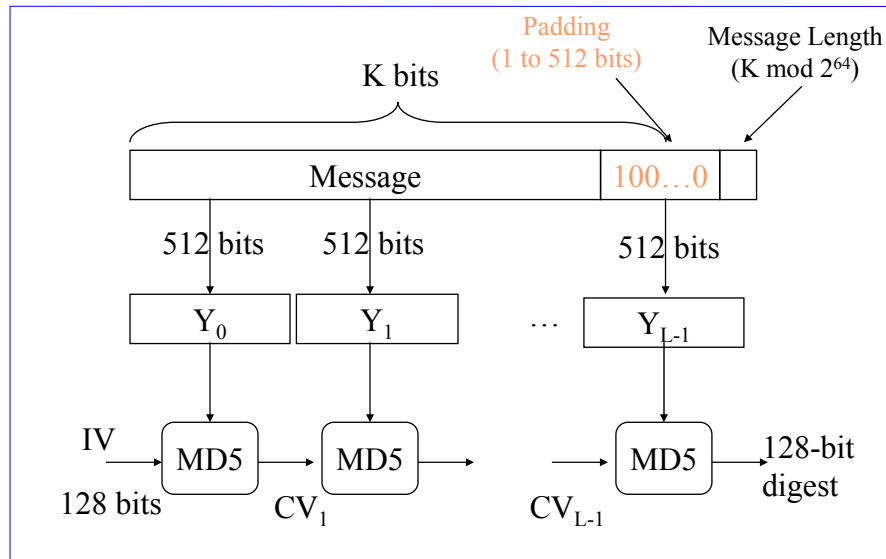 Padding
(1 to 512 bits)
Message Length
(K mod 2⁶⁴)
K bits
Message
100…0
512 bits
512 bits
512 bits
Y₀
Y₁
…
Y_L-1
IV
MD5
MD5
MD5
128-bit
digest
128 bits
CV₁
CV_L-1